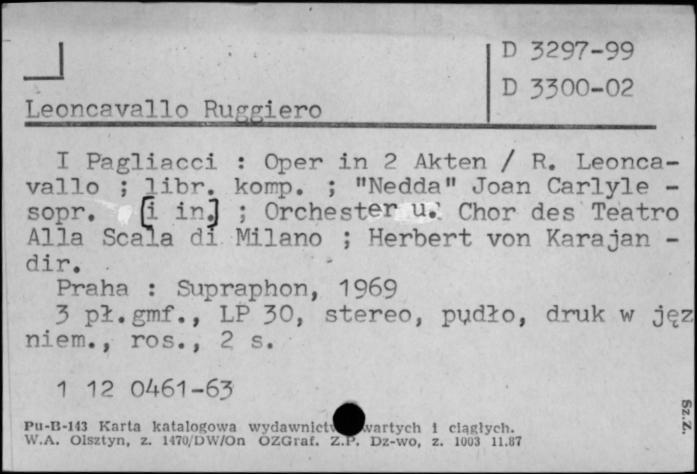 D 3297-99
D 3300-02
Leoncavallo Ruggiero
I Pagliacci : Oper in 2 Akten / R. Leonca-
vallo ; libr. komp. ; "Nedda" Joan Carlyle -
sopr. [i in.] ; Orchester u. Chor des Teatro
Alla Scala di Milano ; Herbert von Karajan -
dir.
Praha : Supraphon, 1969
3 pł.gmf., LP 30, stereo, pudło, druk w jęz
niem., ros., 2 s.
1 12 0461-63
Pu-B-143 Karta katalogowa wydawnictw wartych i ciągłych.
W.A. Olsztyn, z. 1470/DW/On OZGraf. Z.P. Dz-wo, z. 1003 11.87
Sz.Z.